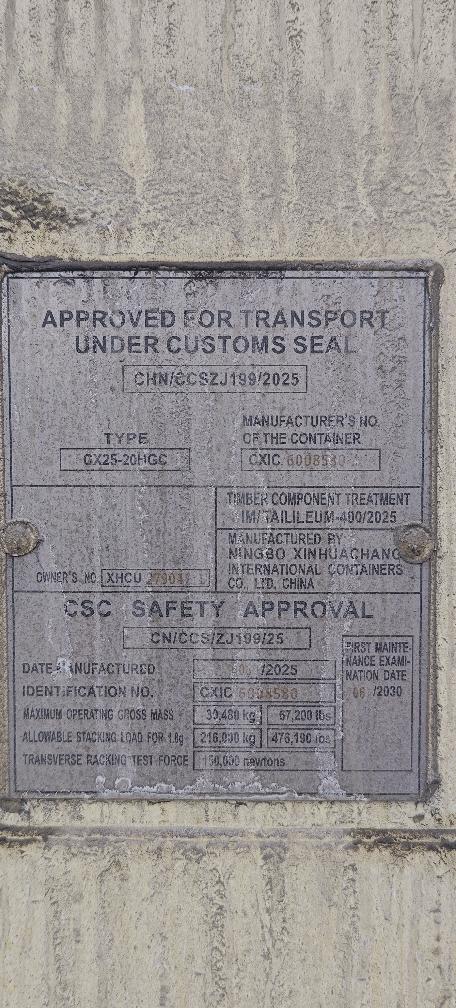 APPROVED FOR TRANSPORT
UNDER CUSTOMS SEAL
CHN/CCSZJ199/2025
TYPE
CX25-20HGC
MANUFACTURER'S NO.
OF THE CONTAINER
CXIC 6008580
TIMBER COMPONENT TREATMENT
IM/TAILILEUM-400/2025
OWNER'S NO. XHCU
MANUFACTURED BY
NINGBO XINHUACHANG
INTERNATIONAL CONTAINERS
CO., LTD. CHINA
CSC SAFETY APPROVAL
CN/CCS/ZJ199/25
DATE MANUFACTURED /2025
IDENTIFICATION NO. CXIC 6008580
MAXIMUM OPERATING GROSS MASS 30,480 kg 67,200 lbs
ALLOWABLE STACKING LOAD FOR 1.8g 216,000 kg 476,190 lbs
TRANSVERSE RACKING TEST FORCE 150,000 newtons
FIRST MAINTE-
NANCE EXAMI-
NATION DATE
06 /2030